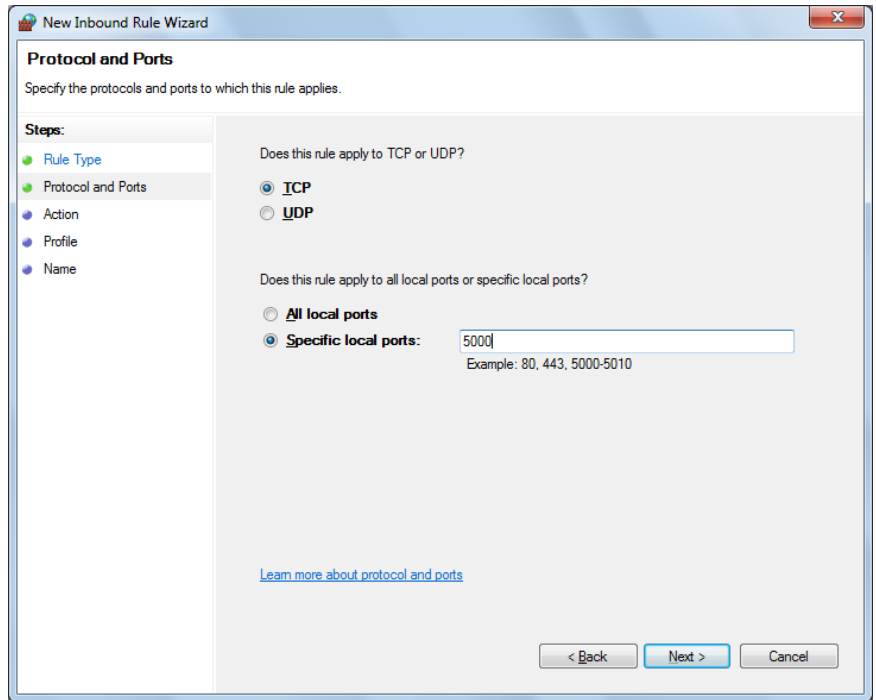 New Inbound Rule Wizard
Protocol and Ports
Specify the protocols and ports to which this rule applies.
Steps:
Rule Type
Protocol and Ports
Action
Profile
Name
Does this rule apply to TCP or UDP?
TCP
UDP
Does this rule apply to all local ports or specific local ports?
All local ports
Specific local ports: 5000
Example: 80, 443, 5000-5010
Learn more about protocol and ports
< Back Next > Cancel